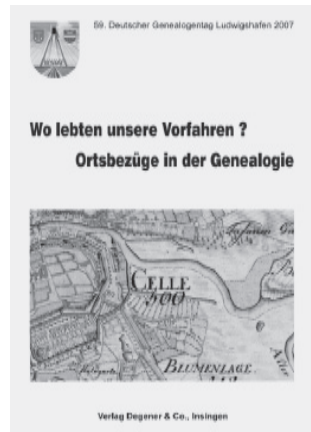 59. Deutscher Genealogentag Ludwigshafen 2007
Wo lebten unsere Vorfahren ?
Ortsbezüge in der Genealogie
CELLE
500
BLUMENLAGE
Verlag Degener & Co., Insingen